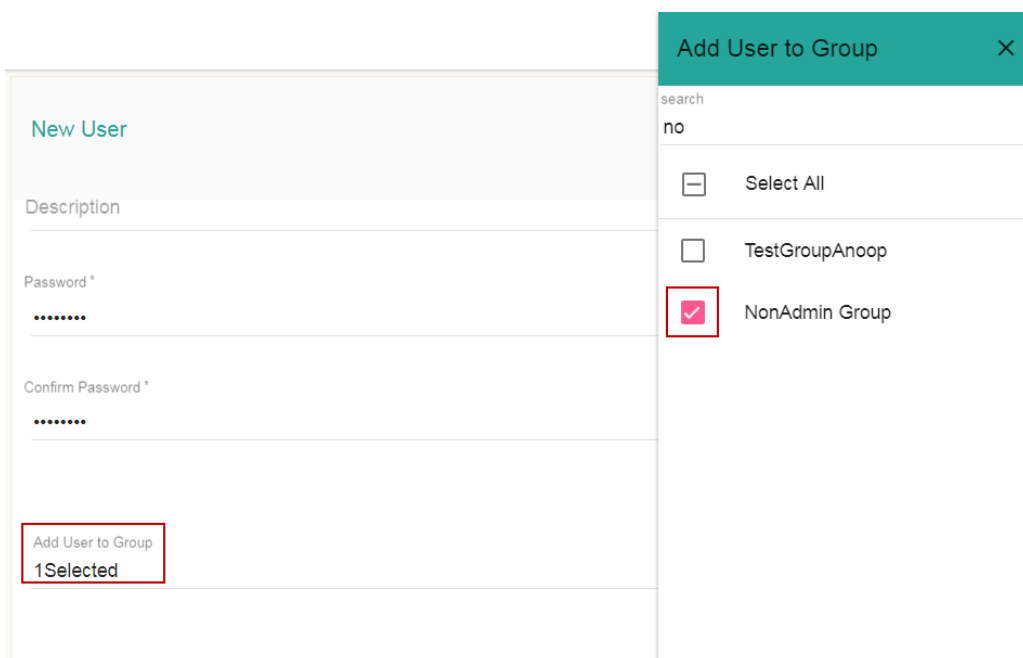 New User
Description
Password *
••••••••
Confirm Password *
••••••••
Add User to Group
1Selected
Add User to Group
search
no
Select All
TestGroupAnoop
NonAdmin Group